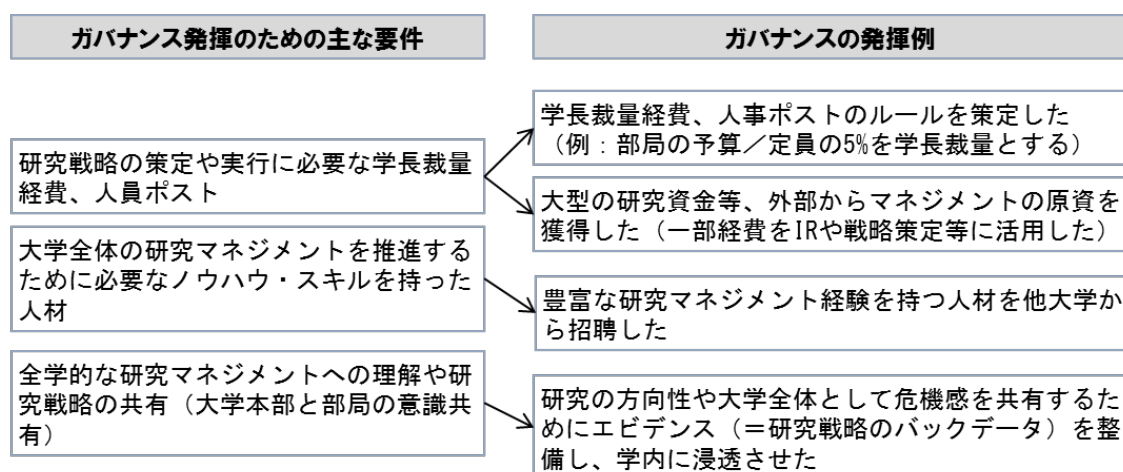 ガバナンス発揮のための主な要件
ガバナンスの発揮例
研究戦略の策定や実行に必要な学長裁量
経費、人員ポスト
大学全体の研究マネジメントを推進する
ために必要なノウハウ・スキルを持った
人材
全学的な研究マネジメントへの理解や研
究戦略の共有（大学本部と部局の意識共
有）
学長裁量経費、人事ポストのルールを策定した
（例：部局の予算／定員の5%を学長裁量とする）
大型の研究資金等、外部からマネジメントの原資を
獲得した（一部経費をIRや戦略策定等に活用した）
豊富な研究マネジメント経験を持つ人材を他大学か
ら招聘した
研究の方向性や大学全体として危機感を共有するた
めにエビデンス（＝研究戦略のバックデータ）を整
備し、学内に浸透させた